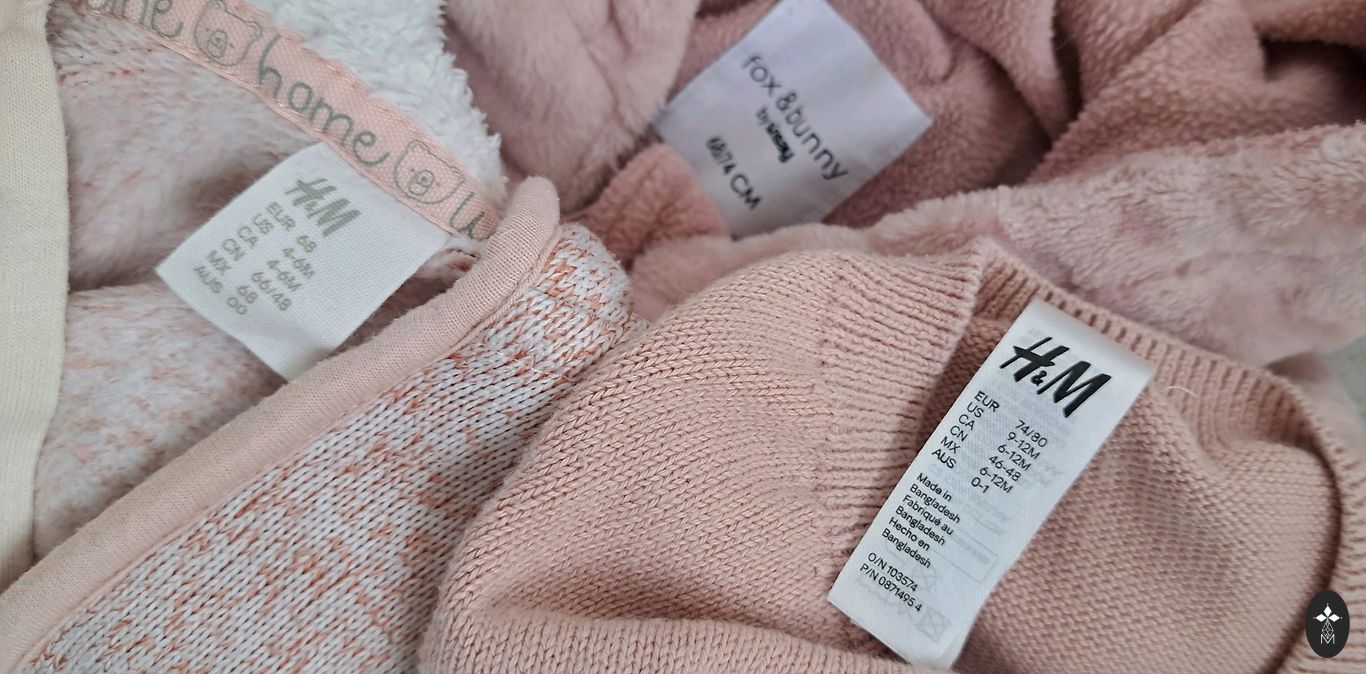 home
H&M
EUR 68
US 4-6M
CA 4-6M
CN 66/48
MX 68
AUS 00
fox & bunny
by smyk
68/74 CM
H&M
EUR 74/80
US 9-12M
CA 6-12M
CN 46-48
MX 6-12M
AUS 0-1
Made in
Bangladesh
Fabriqué au
Bangladesh
Hecho en
Bangladesh
O/N 103574
P/N 0871495 4